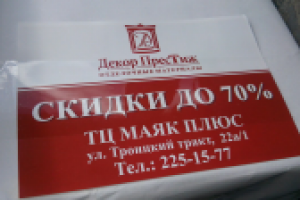 Декор ПресТиж
ОТДЕЛОЧНЫЕ МАТЕРИАЛЫ
СКИДКИ ДО 70%
ТЦ МАЯК ПЛЮС
ул. Троицкий тракт, 22а/1
Тел.: 225-15-77